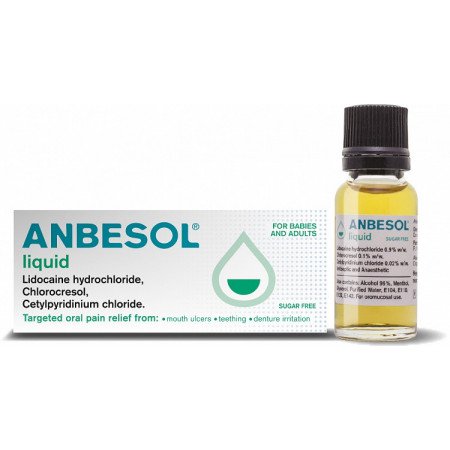 ANBESOL®
liquid
Lidocaine hydrochloride,
Chlorocresol,
Cetylpyridinium chloride.
Targeted oral pain relief from: • mouth ulcers • teething • denture irritation
FOR BABIES
AND ADULTS
SUGAR FREE
ANBESOL
liquid SUGAR FREE
Lidocaine hydrochloride 0.9% w/w,
Chlorocresol 0.1% w/w,
Cetylpyridinium chloride 0.02% w/w.
Antiseptic and Anaesthetic
contains: Alcohol 96%, Menthol,
Glycerol, Purified Water, E104, E110,
For oromucosal use.